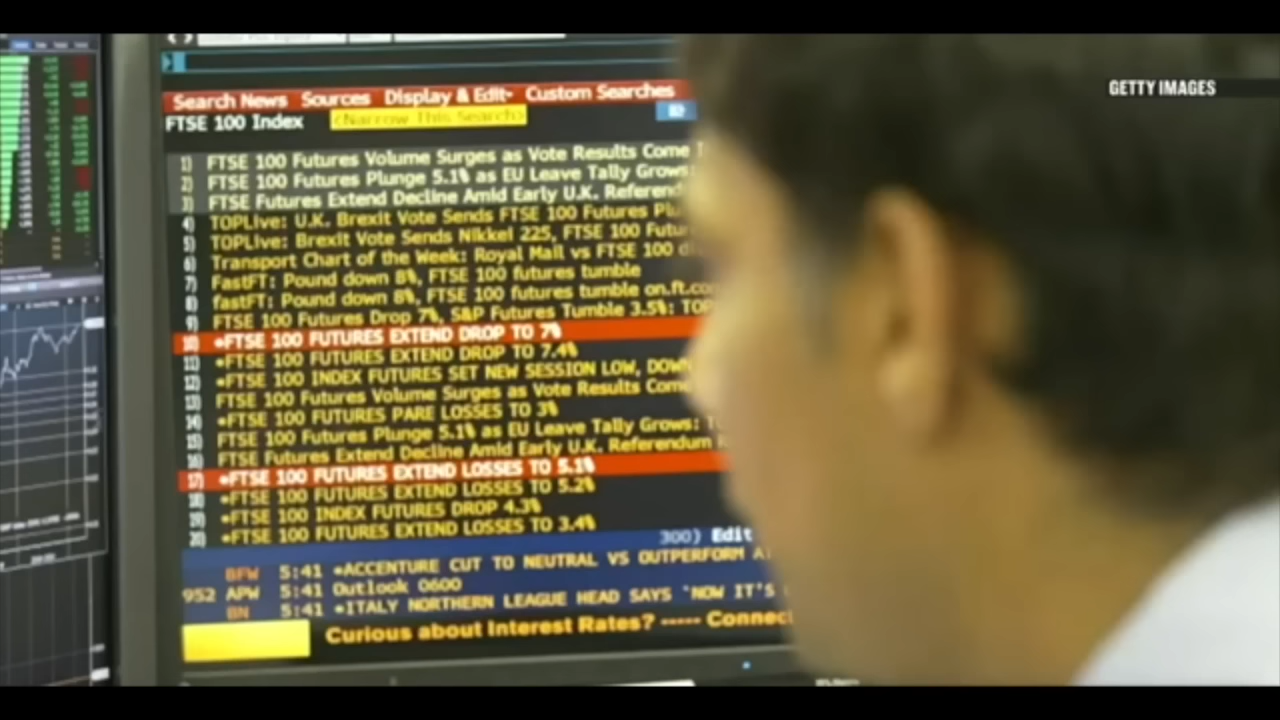 GETTY IMAGES
Search News Sources Display & Edit Custom Searches
FTSE 100 Index <Narrow This Search>
1) FTSE 100 Futures Volume Surges as Vote Results Come
2) FTSE 100 Futures Plunge 5.1% as EU Leave Tally Grows:
3) FTSE Futures Extend Decline Amid Early U.K. Referend
4) TOPLive: U.K. Brexit Vote Sends FTSE 100 Futures Pl
5) TOPLive: Brexit Vote Sends Nikkei 225, FTSE 100 Futur
6) Transport Chart of the Week: Royal Mail vs FTSE 100 d
7) FastFT: Pound down 8%, FTSE 100 futures tumble
8) fastFT: Pound down 8%, FTSE 100 futures tumble on.ft.co
9) FTSE 100 Futures Drop 7%, S&P Futures Tumble 3.5%: TOP
10) •FTSE 100 FUTURES EXTEND DROP TO 7%
11) •FTSE 100 FUTURES EXTEND DROP TO 7.4%
12) •FTSE 100 INDEX FUTURES SET NEW SESSION LOW, DOWN
13) FTSE 100 Futures Volume Surges as Vote Results Come
14) •FTSE 100 FUTURES PARE LOSSES TO 3%
15) FTSE 100 Futures Plunge 5.1% as EU Leave Tally Grows: T
16) FTSE Futures Extend Decline Amid Early U.K. Referendum
17) •FTSE 100 FUTURES EXTEND LOSSES TO 5.1%
18) •FTSE 100 FUTURES EXTEND LOSSES TO 5.2%
19) •FTSE 100 INDEX FUTURES DROP 4.3%
20) •FTSE 100 FUTURES EXTEND LOSSES TO 3.4%
300) Edit
BFW 5:41 •ACCENTURE CUT TO NEUTRAL VS OUTPERFORM A
952 APW 5:41 Outlook 0600
BN 5:41 •ITALY NORTHERN LEAGUE HEAD SAYS 'NOW IT'S
Curious about Interest Rates? ----- Connec